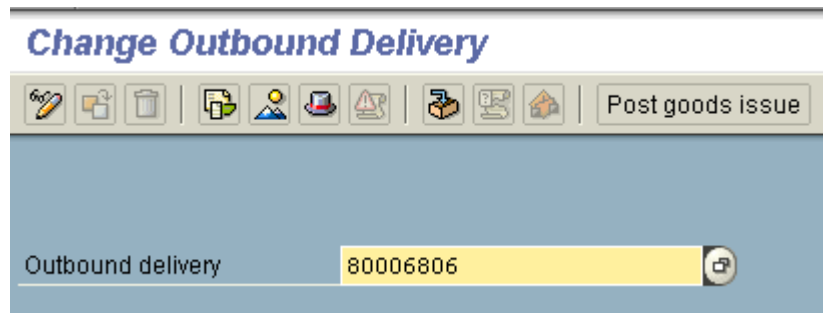 Change Outbound Delivery
Post goods issue
Outbound delivery 80006806